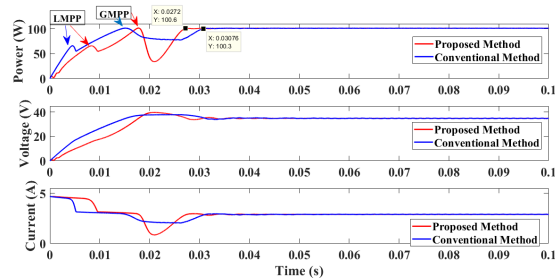 LMPP
GMPP
X: 0.0272
Y: 100.6
X: 0.03076
Y: 100.3
Power (W)
100
50
0
Proposed Method
Conventional Method
0 0.01 0.02 0.03 0.04 0.05 0.06 0.07 0.08 0.09 0.1
Voltage (V)
40
20
0
Proposed Method
Conventional Method
0 0.01 0.02 0.03 0.04 0.05 0.06 0.07 0.08 0.09 0.1
Current (A)
5
0
Proposed Method
Conventional Method
0 0.01 0.02 0.03 0.04 0.05 0.06 0.07 0.08 0.09 0.1
Time (s)